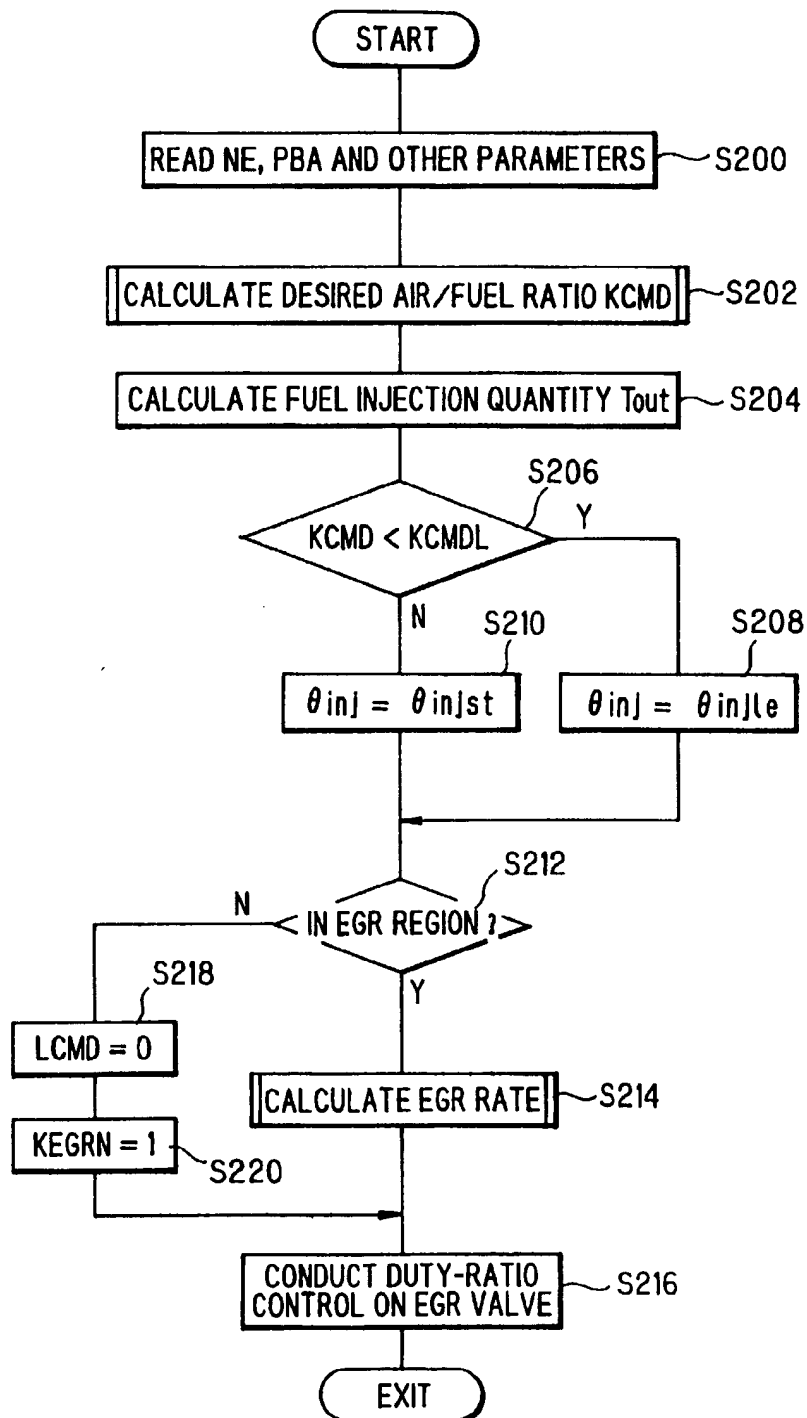 START
READ NE, PBA AND OTHER PARAMETERS
S200
CALCULATE DESIRED AIR/FUEL RATIO KCMD
S202
CALCULATE FUEL INJECTION QUANTITY Tout
S204
S206
KCMD < KCMDL
Y
N
S210
S208
θinj = θinjst
θinj = θinjle
S212
N
IN EGR REGION ?
Y
S218
LCMD = 0
CALCULATE EGR RATE
S214
KEGRN = 1
S220
CONDUCT DUTY-RATIO
CONTROL ON EGR VALVE
S216
EXIT